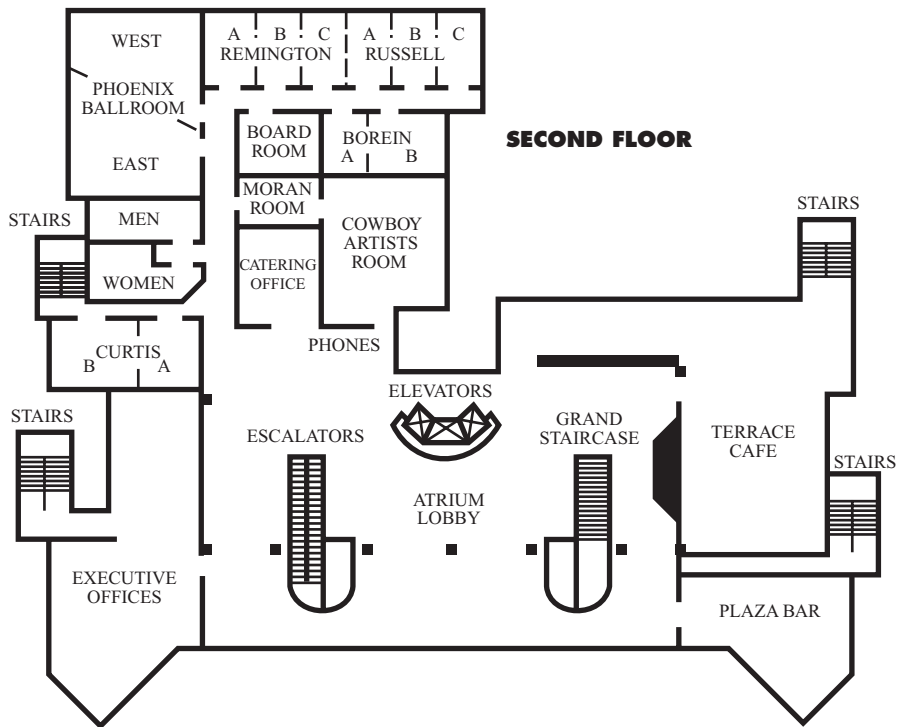 WEST
PHOENIX
BALLROOM
EAST
A B C
REMINGTON
A B C
RUSSELL
BOARD
ROOM
BOREIN
A B
SECOND FLOOR
MORAN
ROOM
COWBOY
ARTISTS
ROOM
CATERING
OFFICE
STAIRS
MEN
WOMEN
STAIRS
PHONES
CURTIS
B A
STAIRS
ESCALATORS
ELEVATORS
GRAND
STAIRCASE
TERRACE
CAFE
STAIRS
ATRIUM
LOBBY
EXECUTIVE
OFFICES
PLAZA BAR